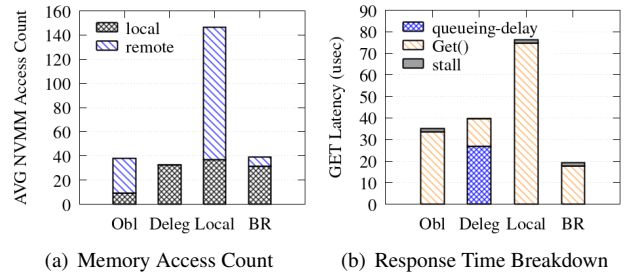 AVG NVMM Access Count
160
140
120
100
80
60
40
20
0
local
remote
Obl Deleg Local BR
(a) Memory Access Count
GET Latency (usec)
90
80
70
60
50
40
30
20
10
0
queueing-delay
Get()
stall
Obl Deleg Local BR
(b) Response Time Breakdown